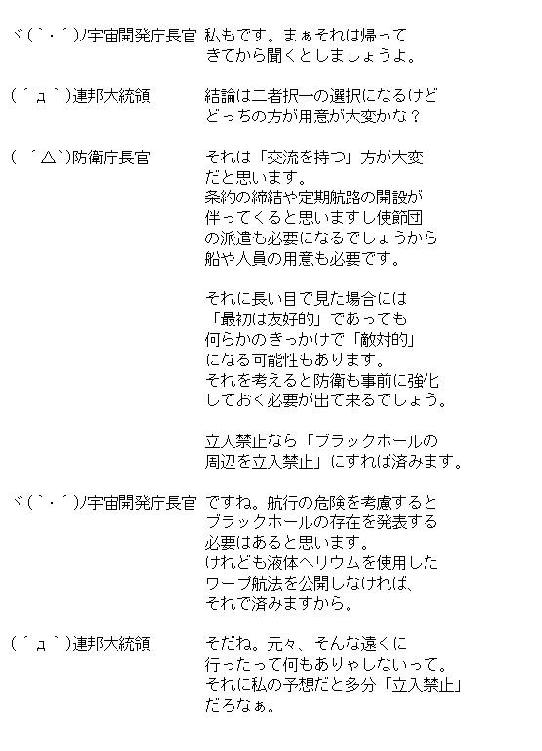 ヾ(｀･´)ﾉ宇宙開発庁長官 私もです。まぁそれは帰って
きてから聞くとしましょうよ。
(´д｀)連邦大統領 結論は二者択一の選択になるけど
どっちの方が用意が大変かな？
( ´△`)防衛庁長官 それは「交流を持つ」方が大変
だと思います。
条約の締結や定期航路の開設が
伴ってくると思いますし使節団
の派遣も必要になるでしょうから
船や人員の用意も必要です。
それに長い目で見た場合には
「最初は友好的」であっても
何らかのきっかけで「敵対的」
になる可能性もあります。
それを考えると防衛も事前に強化
しておく必要が出て来るでしょう。
立入禁止なら「ブラックホールの
周辺を立入禁止」にすれば済みます。
ヾ(｀･´)ﾉ宇宙開発庁長官 ですね。航行の危険を考慮すると
ブラックホールの存在を発表する
必要はあると思います。
けれども液体ヘリウムを使用した
ワープ航法を公開しなければ、
それで済みますから。
(´д｀)連邦大統領 そだね。元々、そんな遠くに
行ったって何もありゃしないって。
それに私の予想だと多分「立入禁止」
だろなぁ。